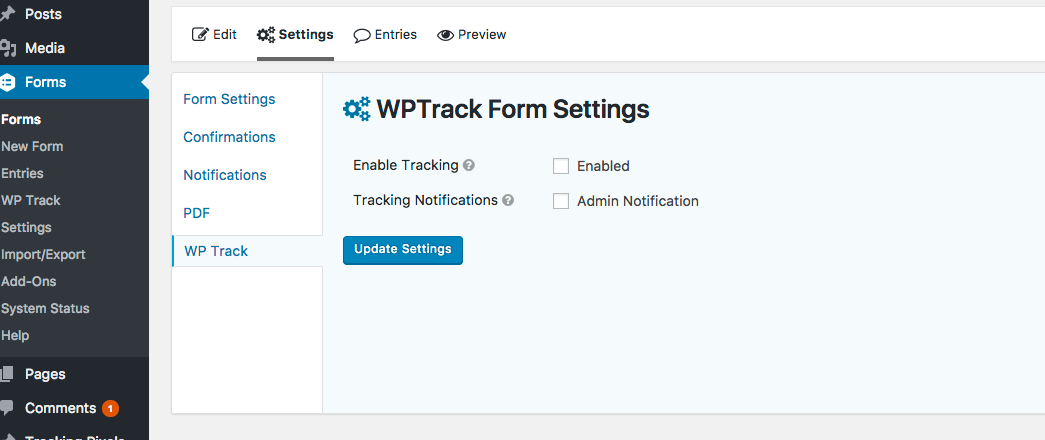 Posts
Media
Forms
Forms
New Form
Entries
WP Track
Settings
Import/Export
Add-Ons
System Status
Help
Pages
Comments 1
Tracking Pixels
Edit Settings Entries Preview
Form Settings
Confirmations
Notifications
PDF
WP Track
WPTrack Form Settings
Enable Tracking ? Enabled
Tracking Notifications ? Admin Notification
Update Settings